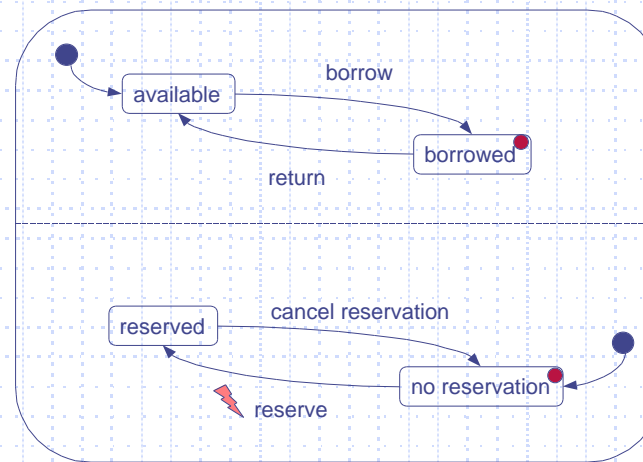 borrow
available
borrowed
return
cancel reservation
reserved
no reservation
reserve